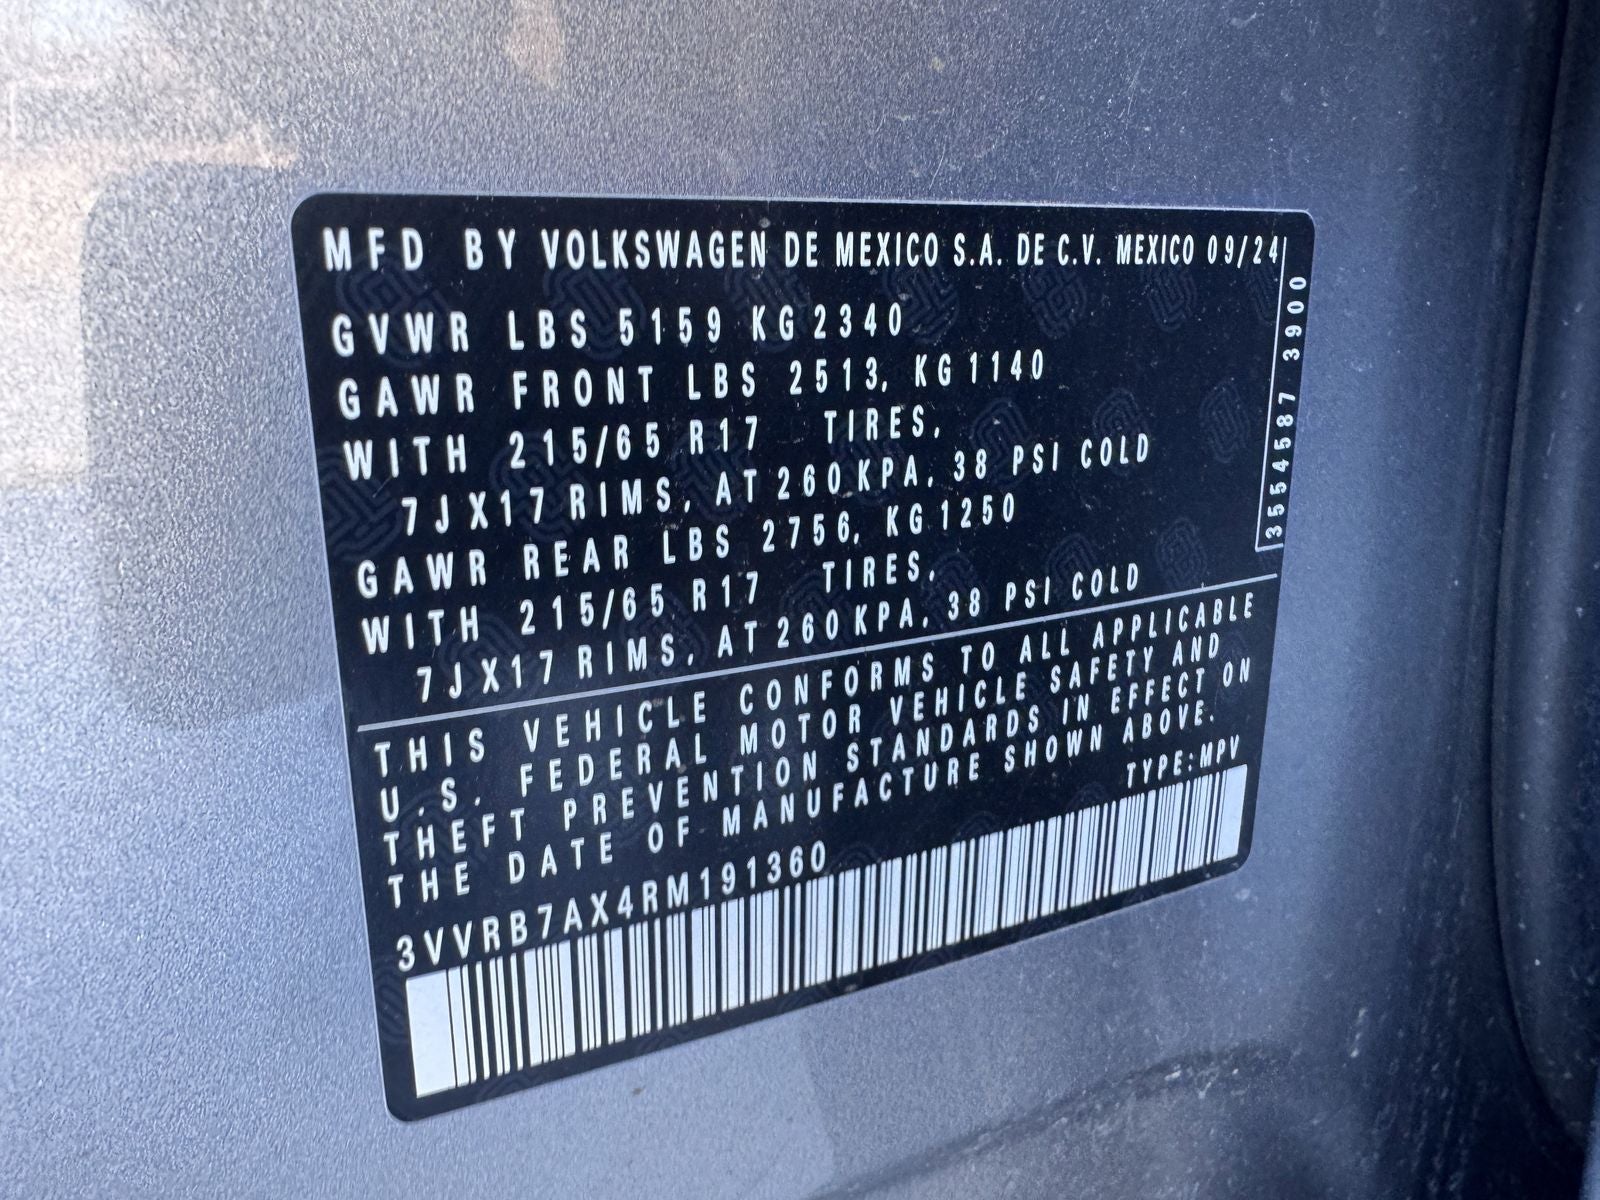 MFD BY VOLKSWAGEN DE MEXICO S.A. DE C.V. MEXICO 09/24
GVWR LBS 5159 KG 2340
GAWR FRONT LBS 2513, KG 1140
WITH 215/65 R17 TIRES,
7JX17 RIMS, AT 260 KPA, 38 PSI COLD
GAWR REAR LBS 2756, KG 1250
WITH 215/65 R17 TIRES,
7JX17 RIMS, AT 260 KPA, 38 PSI COLD
3554587 3900
THIS VEHICLE CONFORMS TO ALL APPLICABLE
U.S. FEDERAL MOTOR VEHICLE SAFETY AND
THEFT PREVENTION STANDARDS IN EFFECT ON
THE DATE OF MANUFACTURE SHOWN ABOVE.
TYPE: MPV
3VVRB7AX4RM191360